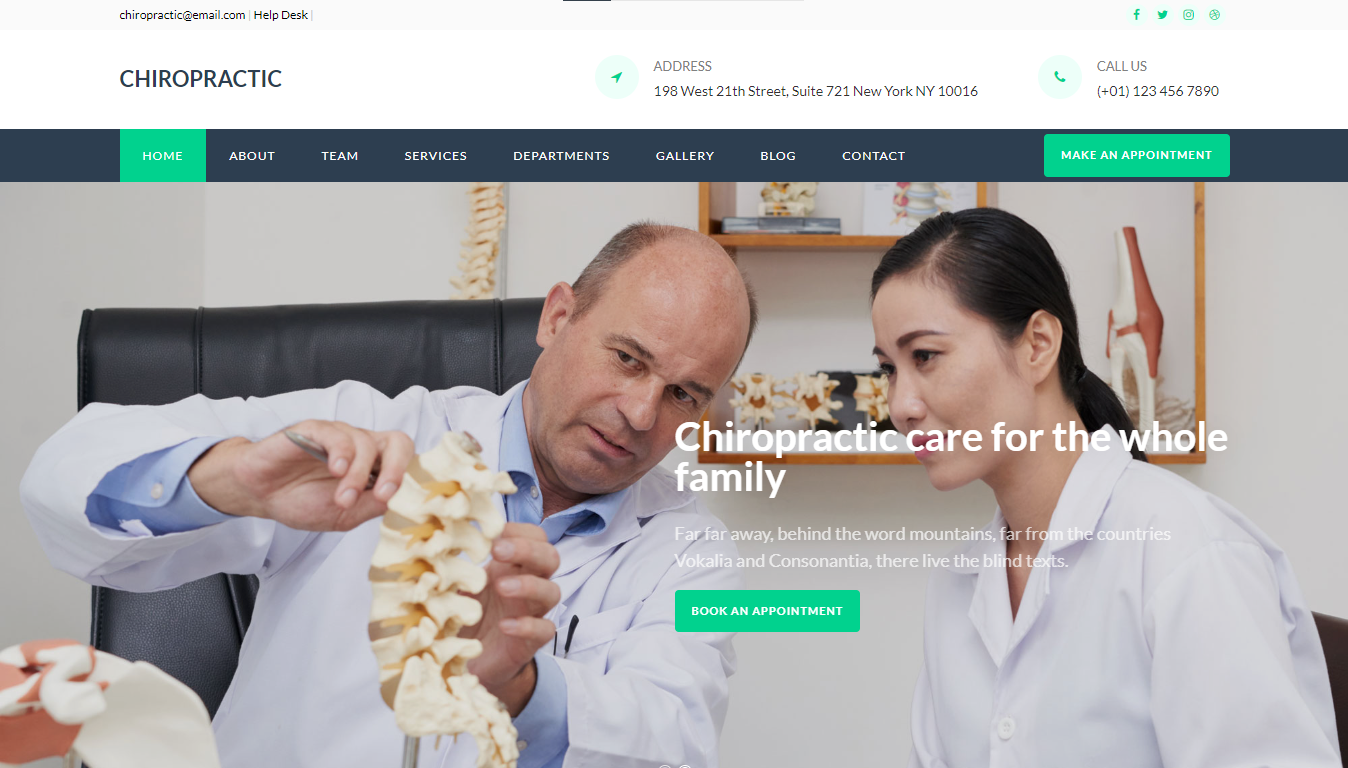 chiropractic@email.com | Help Desk |
CHIROPRACTIC
ADDRESS
198 West 21th Street, Suite 721 New York NY 10016
CALL US
(+01) 123 456 7890
HOME ABOUT TEAM SERVICES DEPARTMENTS GALLERY BLOG CONTACT MAKE AN APPOINTMENT
Chiropractic care for the whole
family
Far far away, behind the word mountains, far from the countries
Vokalia and Consonantia, there live the blind texts.
BOOK AN APPOINTMENT